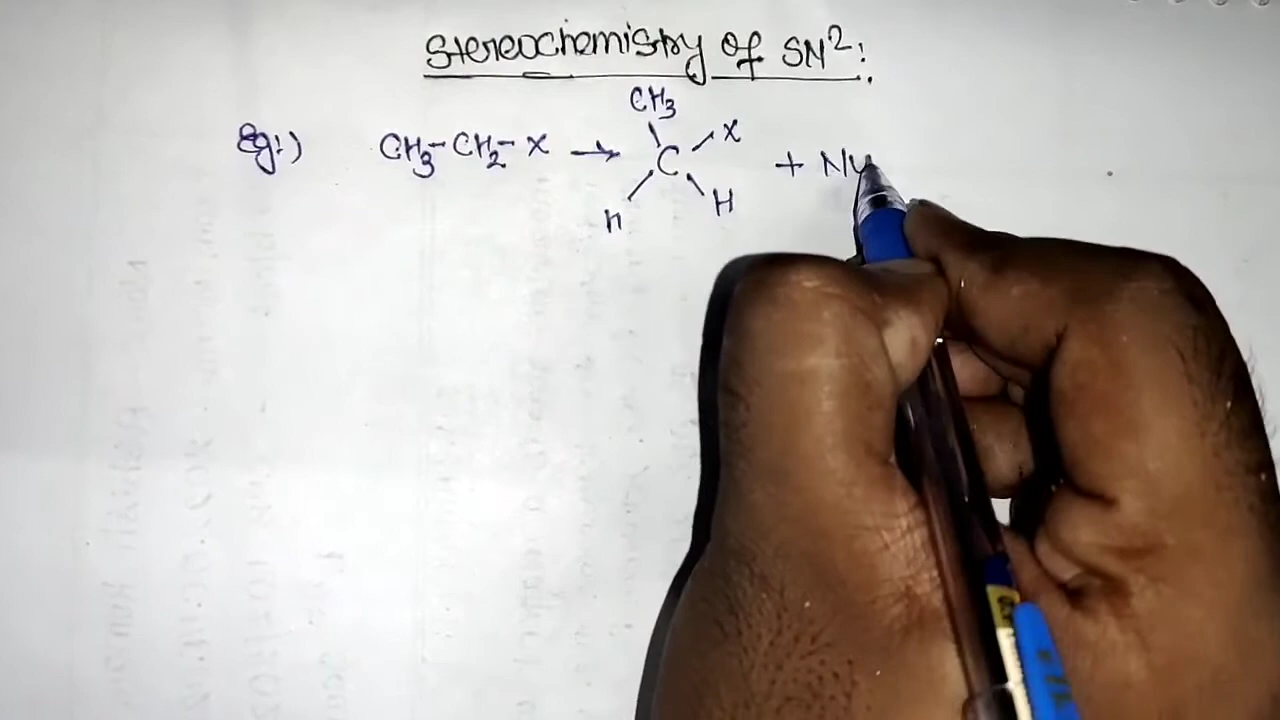 Stereochemistry of SN²:
Eg:) CH₃-CH₂-X → C + Nu
CH₃
X
H
H